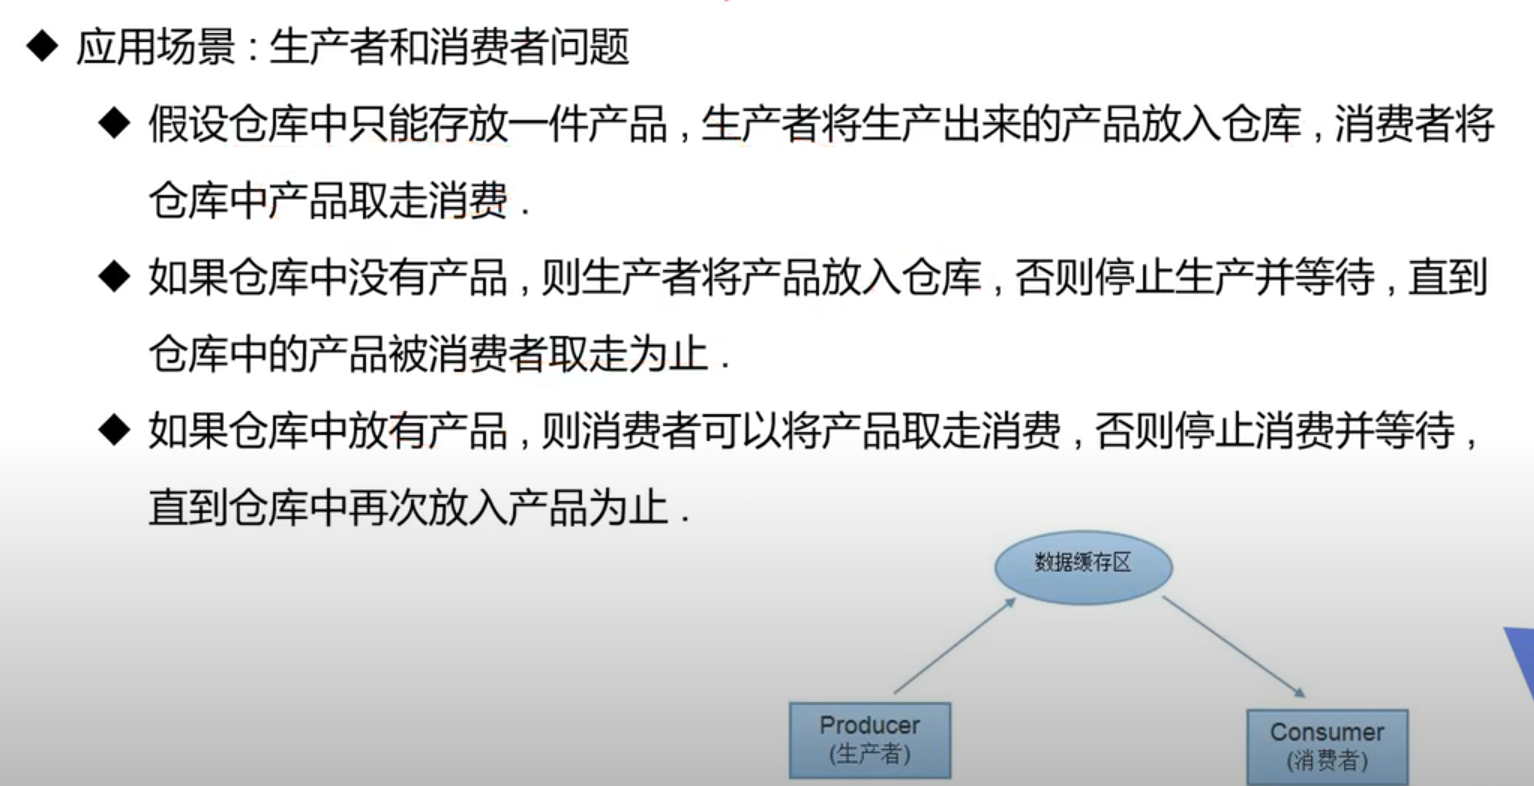 ◆ 应用场景 : 生产者和消费者问题
◆ 假设仓库中只能存放一件产品 , 生产者将生产出来的产品放入仓库 , 消费者将
仓库中产品取走消费 .
◆ 如果仓库中没有产品 , 则生产者将产品放入仓库 , 否则停止生产并等待 , 直到
仓库中的产品被消费者取走为止 .
◆ 如果仓库中放有产品 , 则消费者可以将产品取走消费 , 否则停止消费并等待 ,
直到仓库中再次放入产品为止 .
数据缓存区
Producer
(生产者)
Consumer
(消费者)